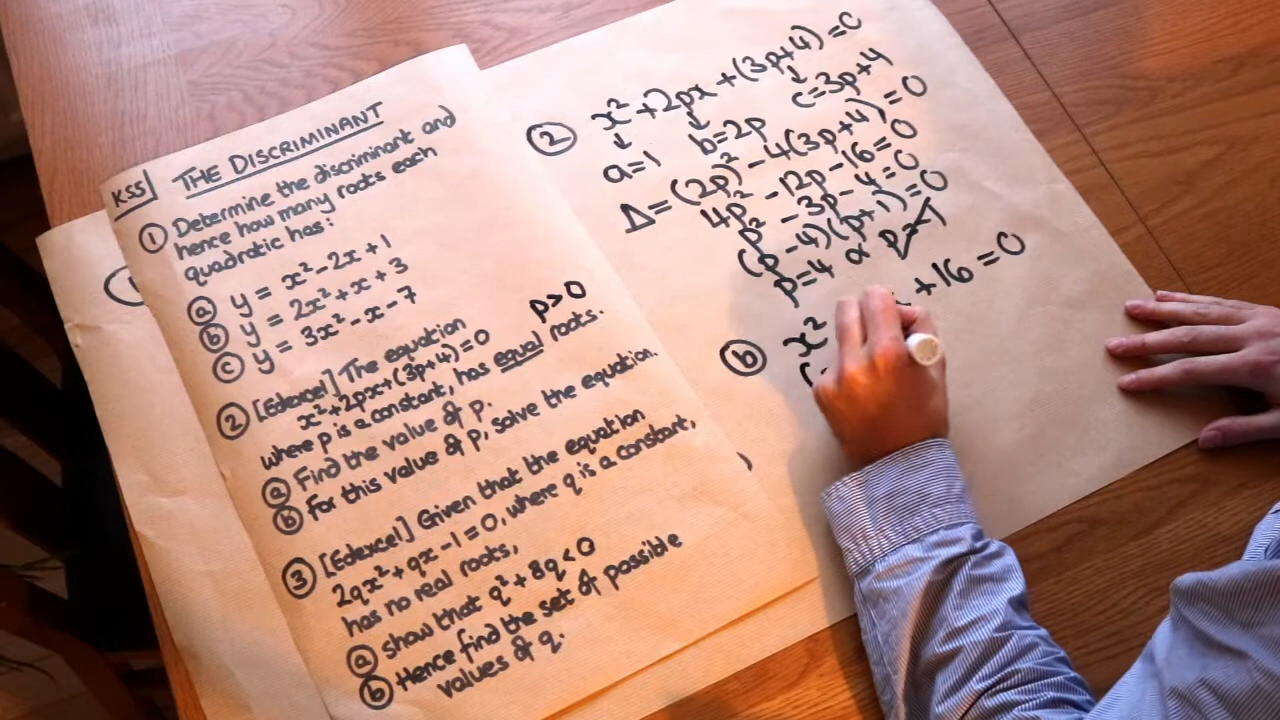 KS5 THE DISCRIMINANT
① Determine the discriminant and
hence how many roots each
quadratic has:
ⓐ y = x² - 2x + 1
ⓑ y = 2x² + x + 3
ⓒ y = 3x² - x - 7
② [Edexcel] The equation
x² + 2px + (3p+4) = 0 p > 0
where p is a constant, has equal roots.
ⓐ Find the value of p.
ⓑ For this value of p, solve the equation.
③ [Edexcel] Given that the equation
2qx² + qx - 1 = 0, where q is a constant,
has no real roots,
ⓐ show that q² + 8q < 0
ⓑ Hence find the set of possible
values of q.
② x² + 2px + (3p+4) = 0
↓ ↓ ↓
a=1 b=2p c=3p+4
Δ = (2p)² - 4(3p+4) = 0
4p² - 12p - 16 = 0
p² - 3p - 4 = 0
(p-4)(p+1) = 0
p=4 or p=-1
ⓑ x² + 16 = 0